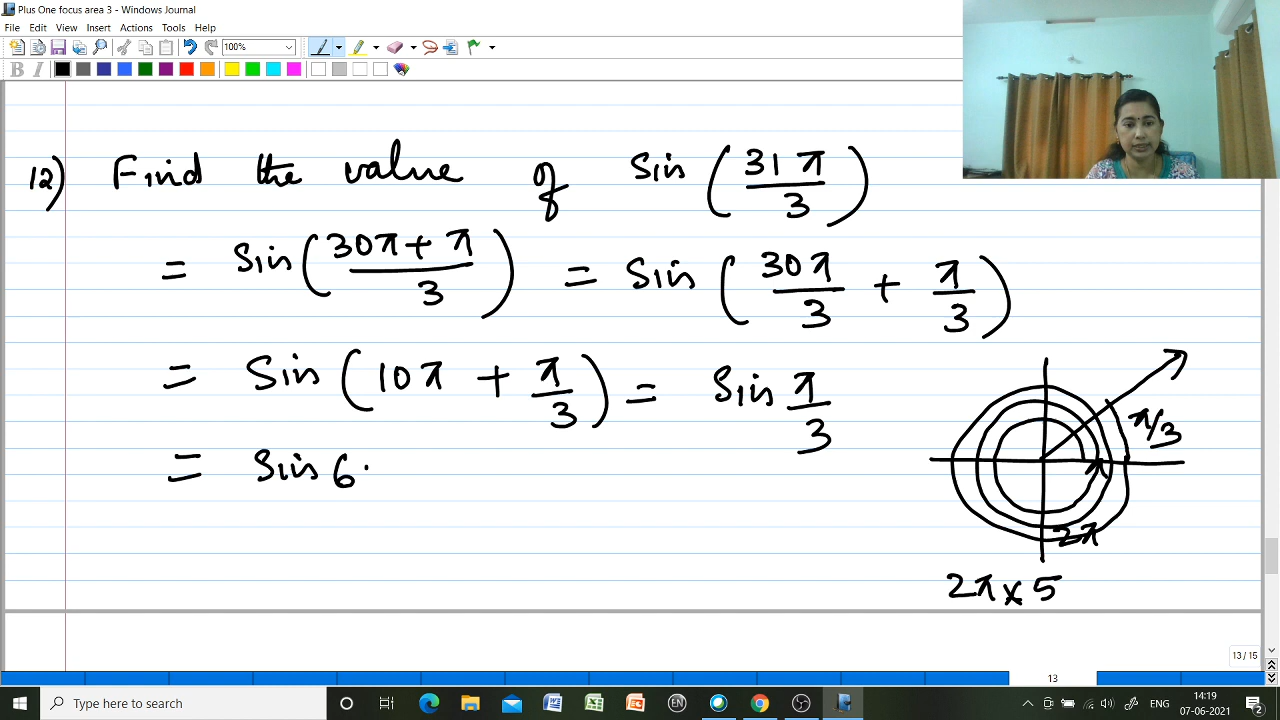 Plus One focus area 3 - Windows Journal
File Edit View Insert Actions Tools Help
100%
B I
12) Find the value of Sin (31π/3)
= Sin (30π + π / 3) = Sin (30π/3 + π/3)
= Sin (10π + π/3) = Sin π/3
π/3
= Sin 6
2π
2π × 5
13 / 15
13
Type here to search
ENG
14:19
07-06-2021
2